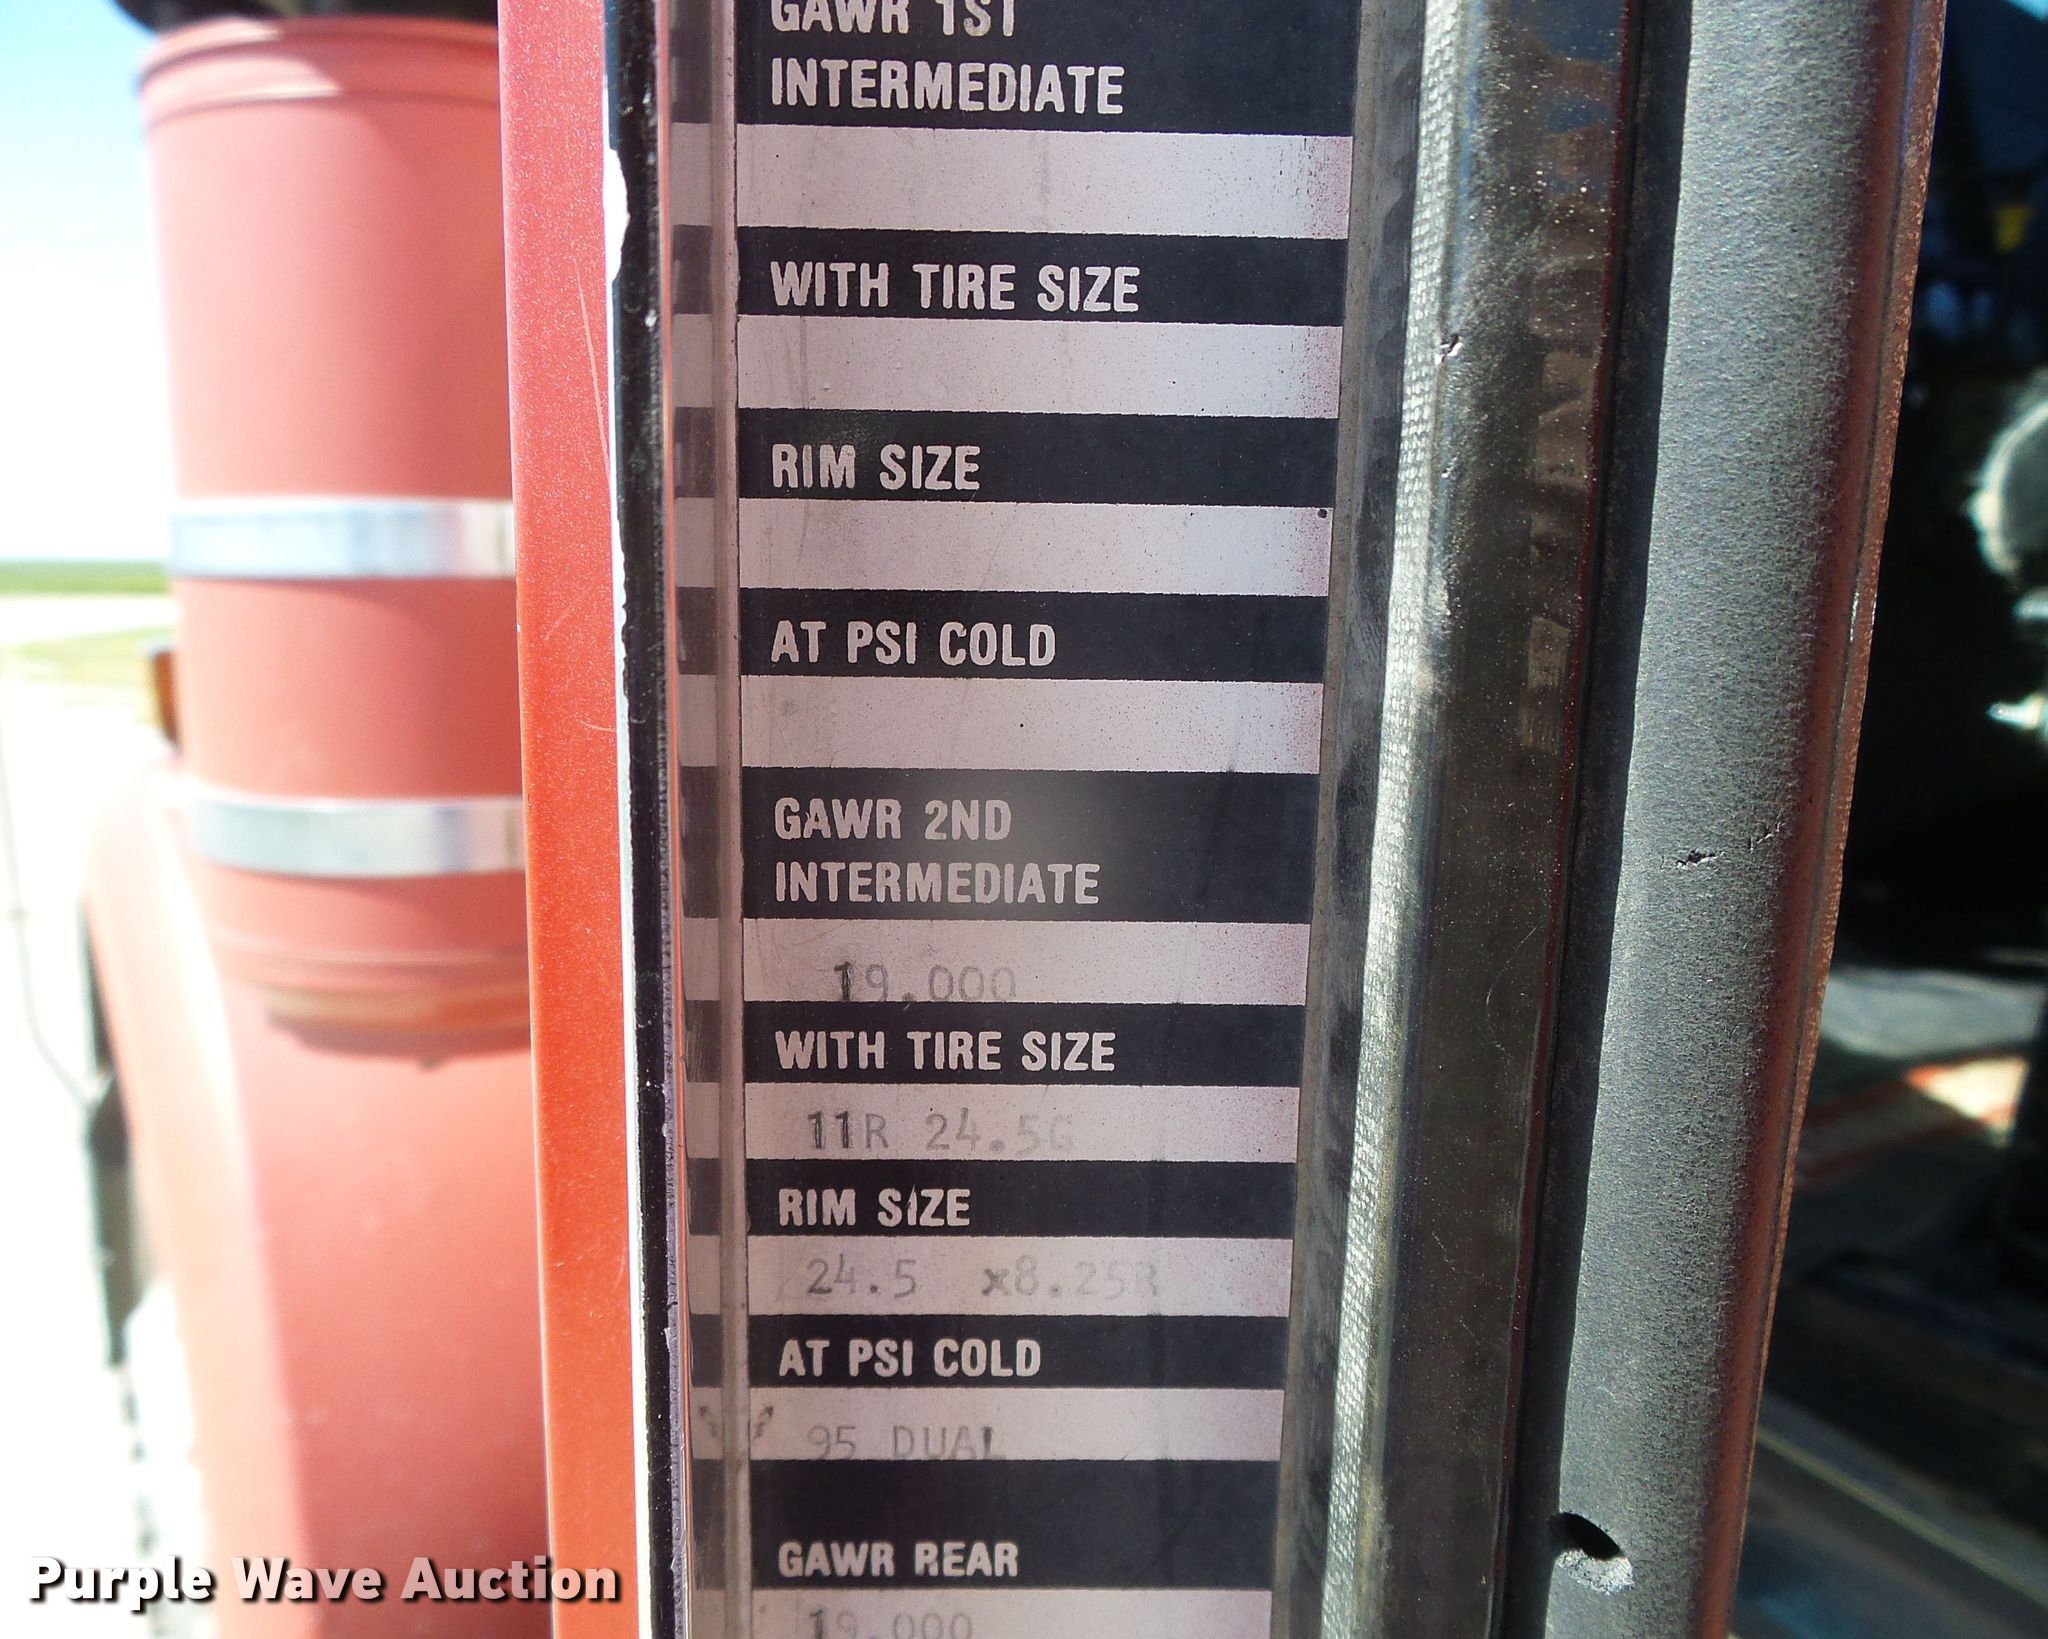 GAWR 1ST
INTERMEDIATE
WITH TIRE SIZE
RIM SIZE
AT PSI COLD
GAWR 2ND
INTERMEDIATE
19.000
WITH TIRE SIZE
11R 24.5G
RIM SIZE
24.5 x8.25R
AT PSI COLD
95 DUAL
GAWR REAR
19.000
Purple Wave Auction